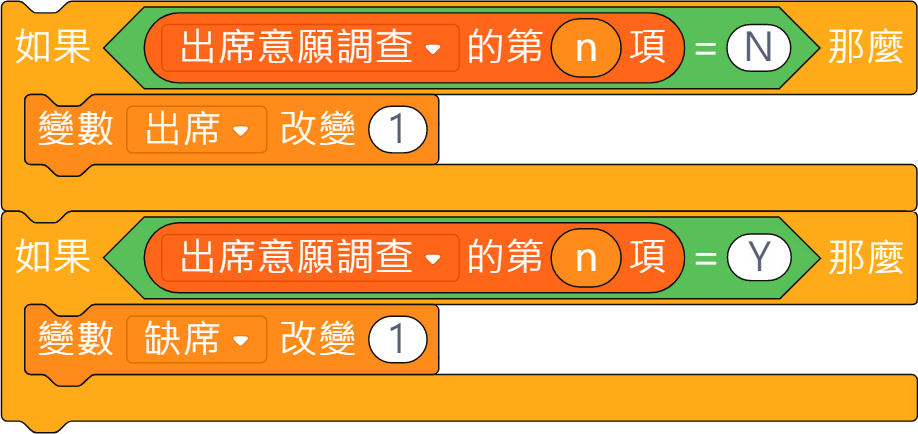 如果 出席意願調查 的第 n 項 = N 那麼
變數 出席 改變 1
如果 出席意願調查 的第 n 項 = Y 那麼
變數 缺席 改變 1